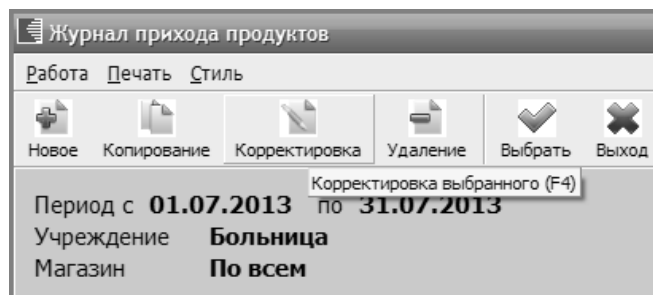 Журнал прихода продуктов
Работа Печать Стиль
Новое Копирование Корректировка Удаление Выбрать Выход
Корректировка выбранного (F4)
Период с 01.07.2013 по 31.07.2013
Учреждение Больница
Магазин По всем